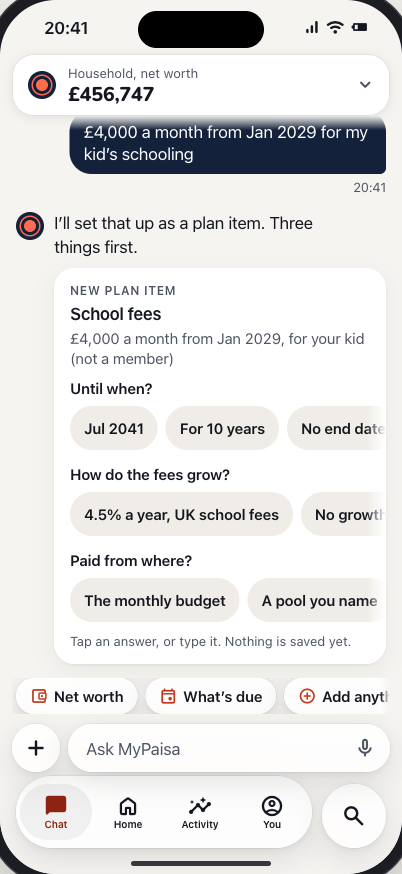 20:41
Household, net worth
£456,747
£4,000 a month from Jan 2029 for my
kid’s schooling
20:41
I’ll set that up as a plan item. Three
things first.
NEW PLAN ITEM
School fees
£4,000 a month from Jan 2029, for your kid
(not a member)
Until when?
Jul 2041 For 10 years No end date
How do the fees grow?
4.5% a year, UK school fees No growth
Paid from where?
The monthly budget A pool you name
Tap an answer, or type it. Nothing is saved yet.
Net worth What’s due Add anyth
Ask MyPaisa
Chat Home Activity You